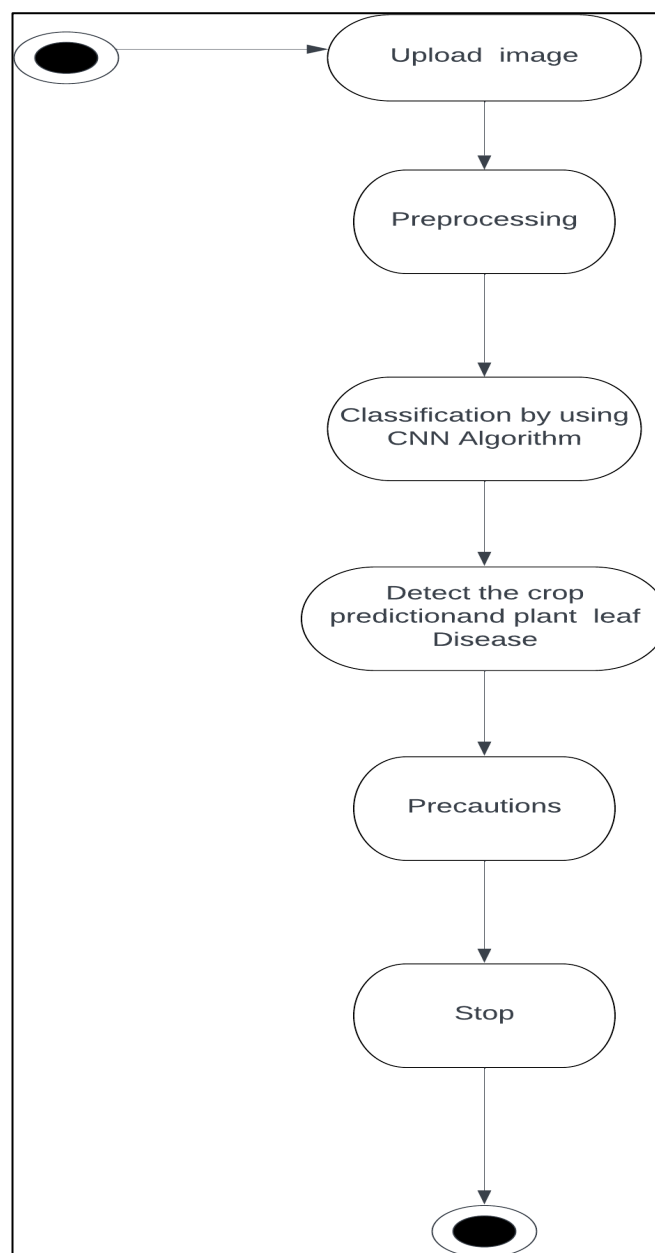 Upload  image
Preprocessing
Classification by using
CNN Algorithm
Detect the crop
predictionand plant  leaf
Disease
Precautions
Stop